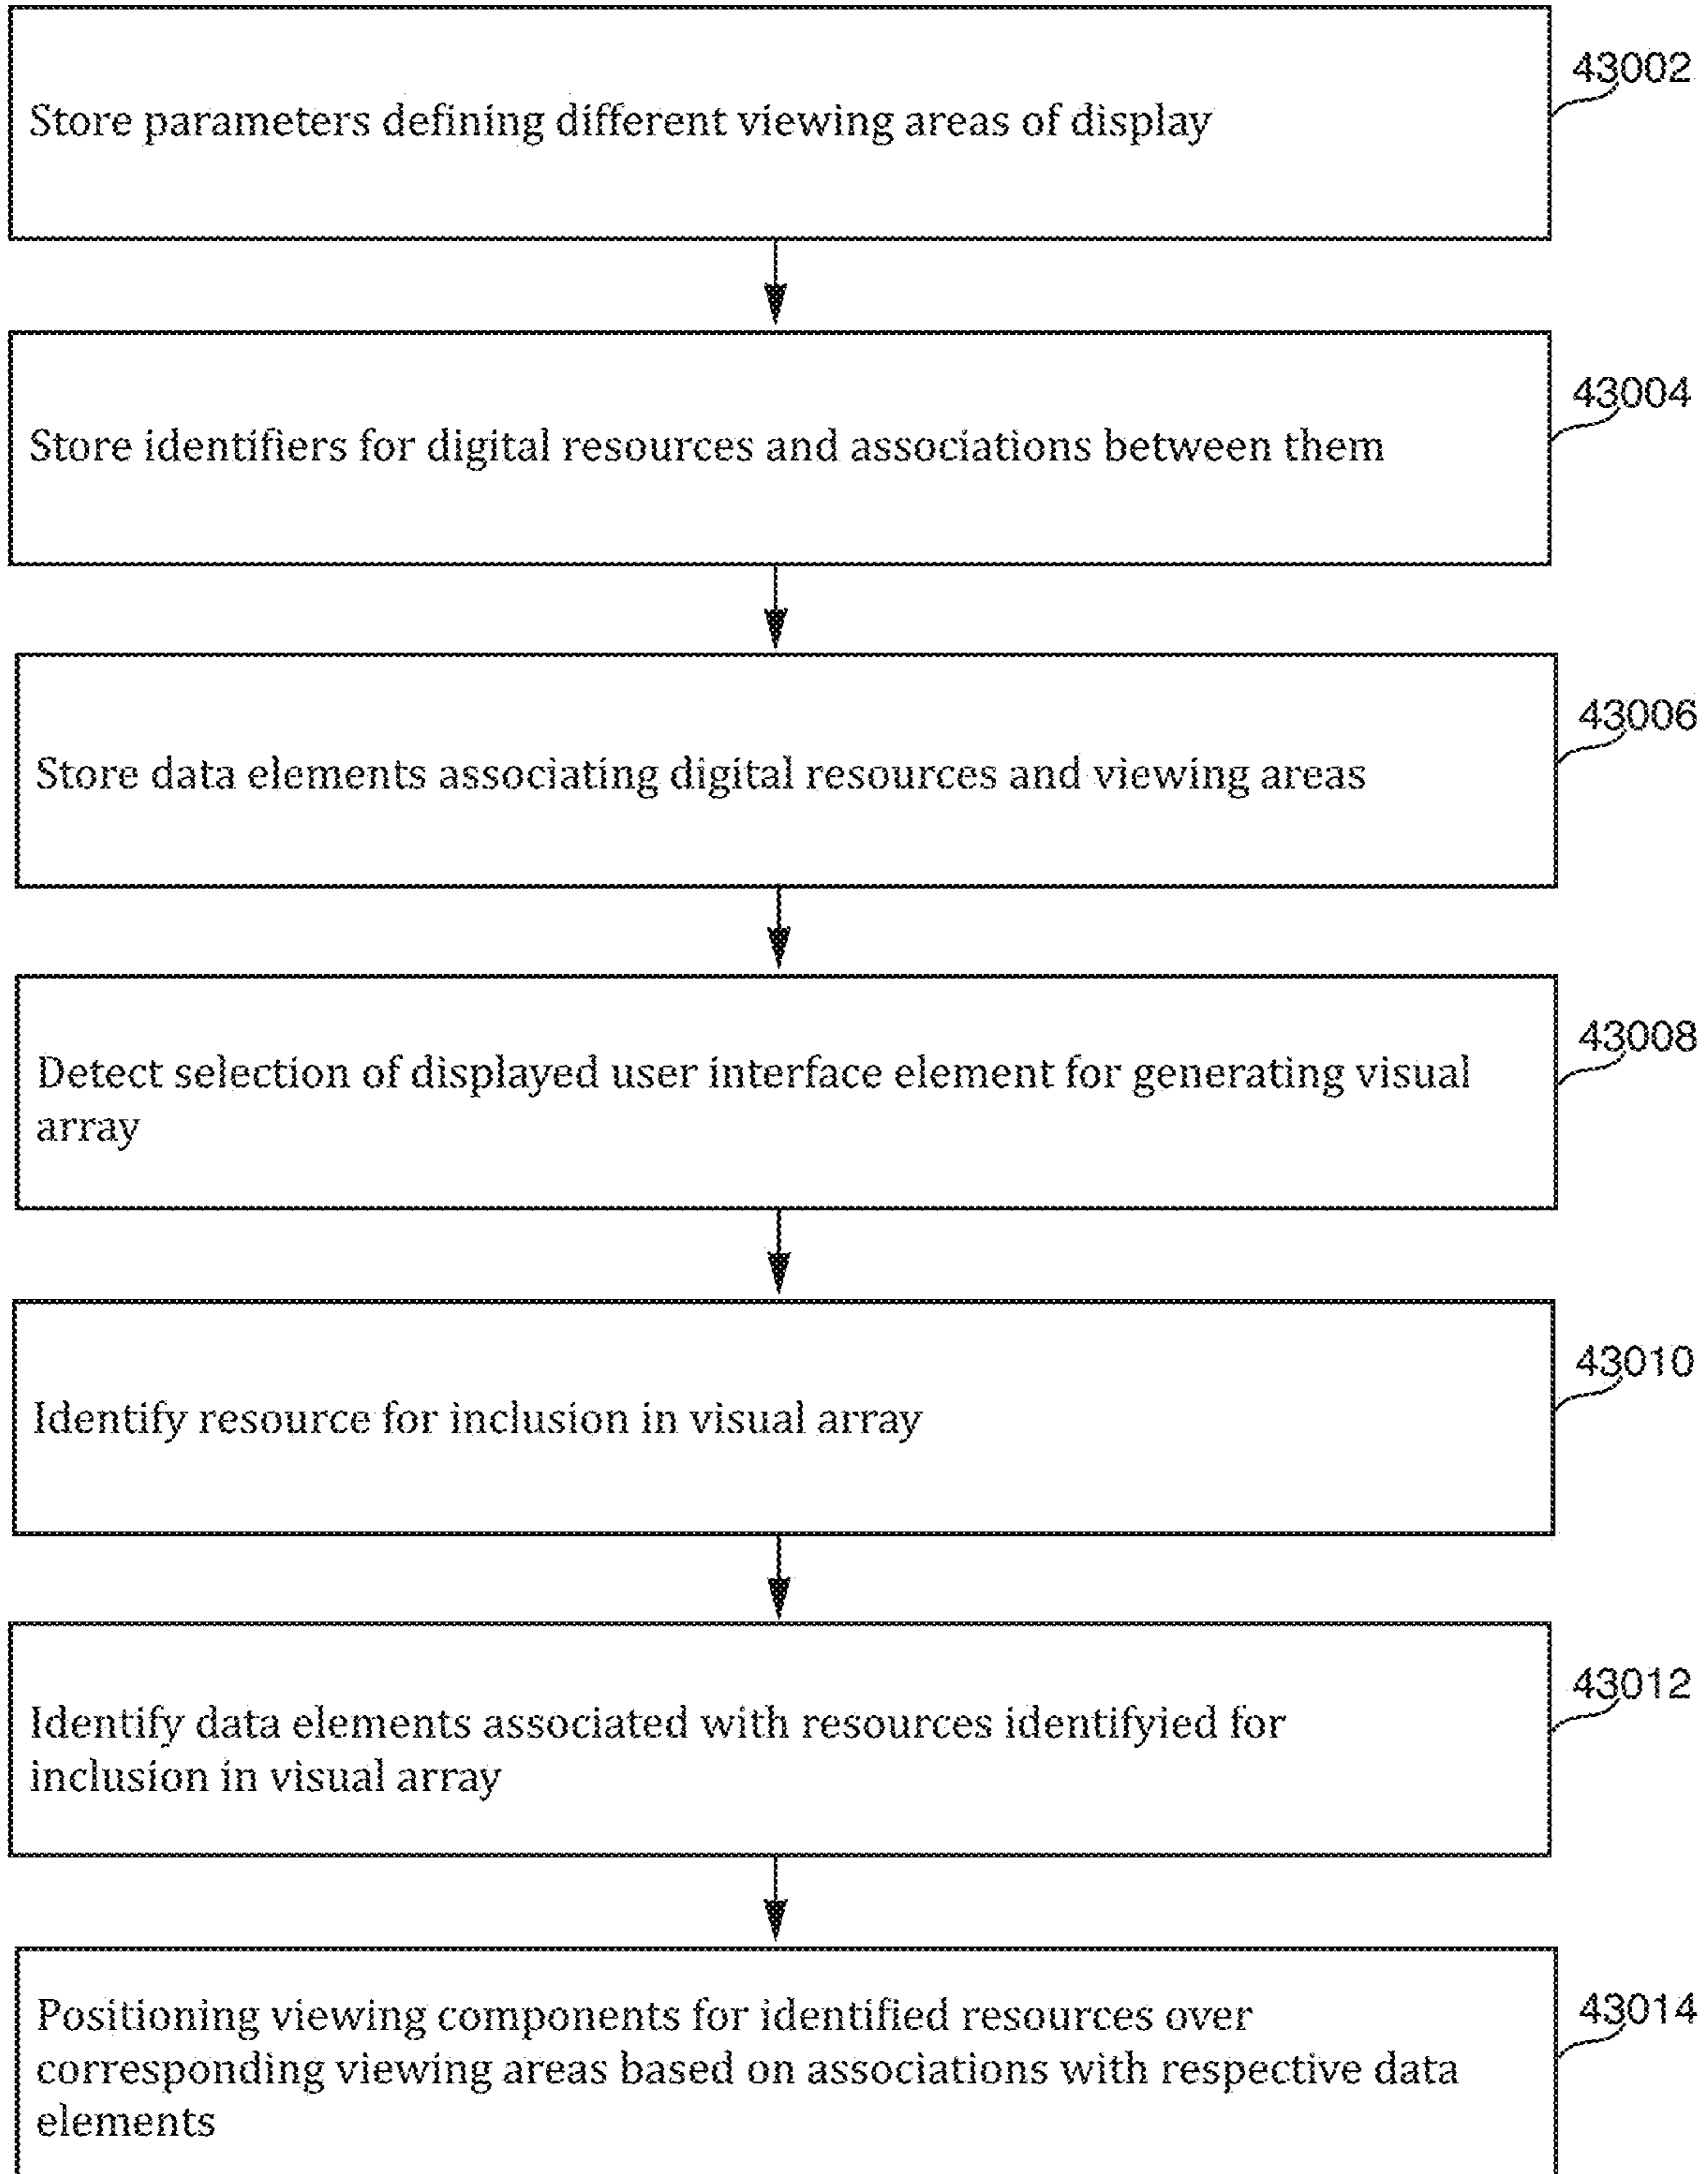 43002
Store parameters defining different viewing areas of display
43004
Store identifiers for digital resources and associations between them
43006
Store data elements associating digital resources and viewing areas
43008
Detect selection of displayed user interface element for generating visual
array
43010
Identify resource for inclusion in visual array
43012
Identify data elements associated with resources identifyied for
inclusion in visual array
43014
Positioning viewing components for identified resources over
corresponding viewing areas based on associations with respective data
elements